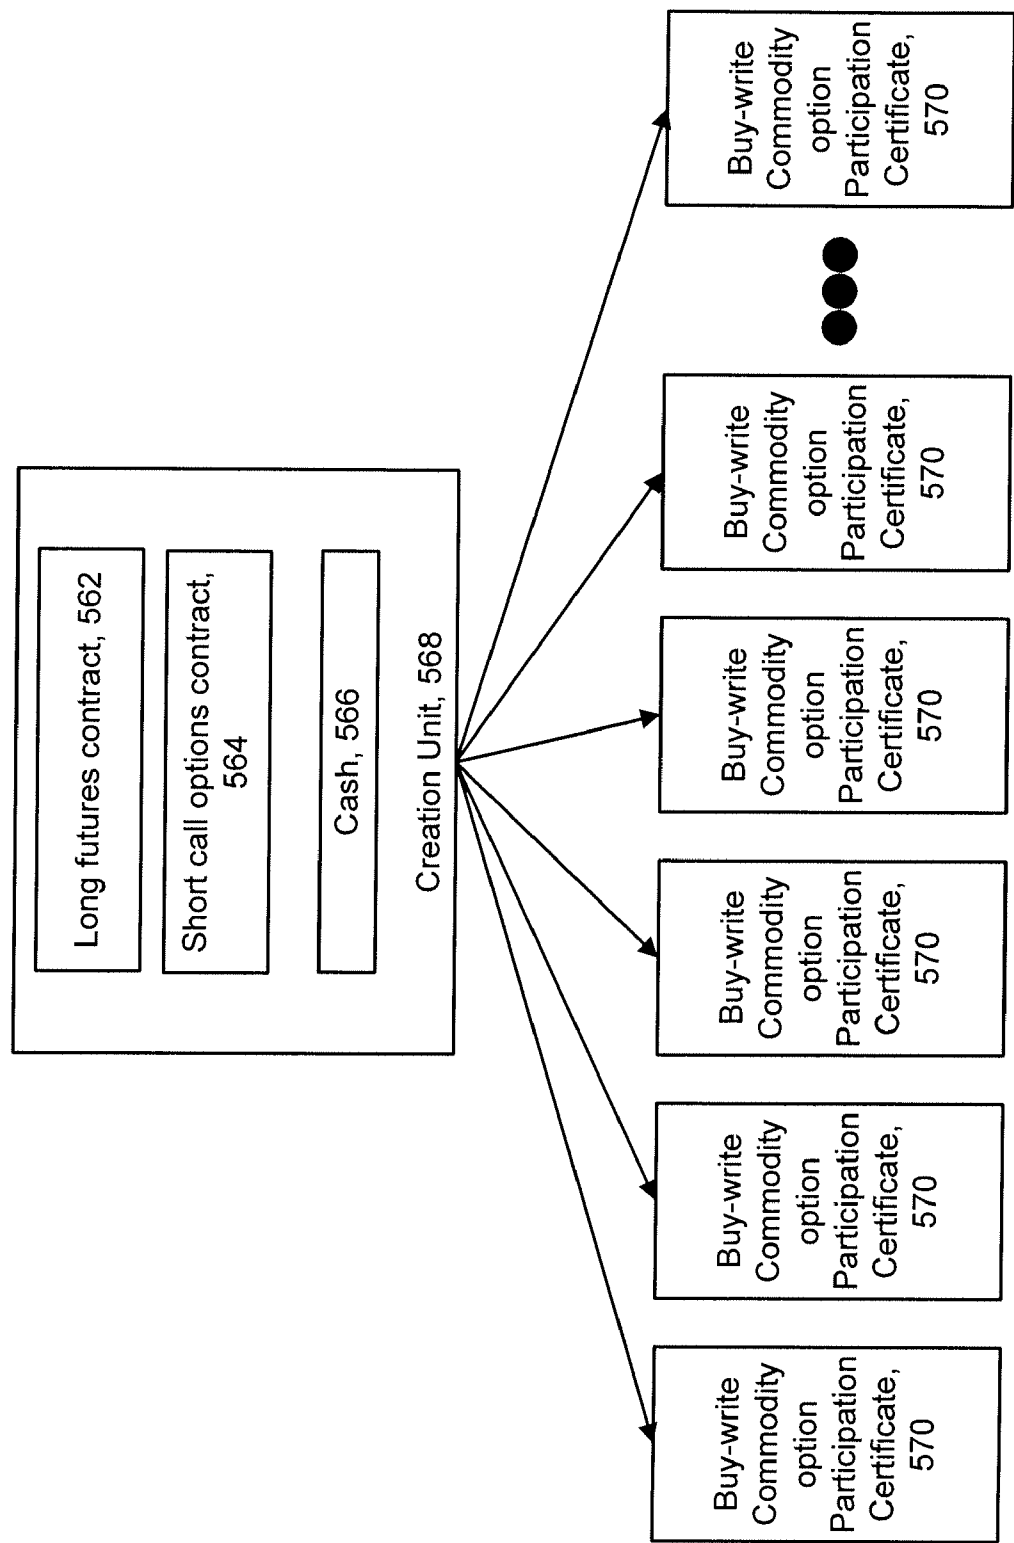 Long futures contract, 562
Short call options contract,
564
Cash, 566
Creation Unit, 568
Buy-write
Commodity
option
Participation
Certificate,
570
Buy-write
Commodity
option
Participation
Certificate,
570
Buy-write
Commodity
option
Participation
Certificate,
570
Buy-write
Commodity
option
Participation
Certificate,
570
Buy-write
Commodity
option
Participation
Certificate,
570
Buy-write
Commodity
option
Participation
Certificate,
570